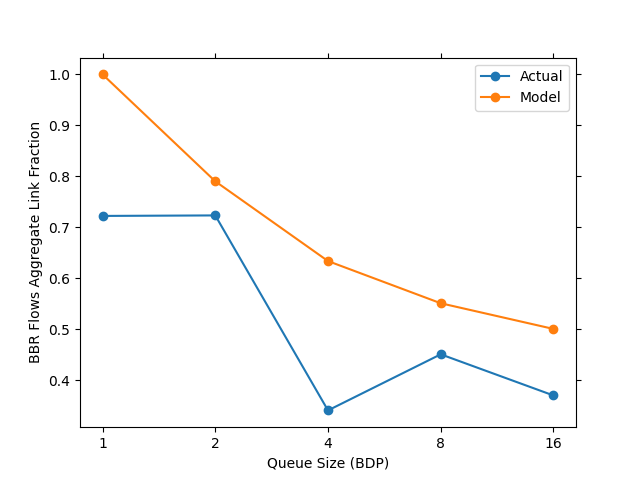 Actual
Model
1.0
0.9
0.8
0.7
0.6
0.5
0.4
BBR Flows Aggregate Link Fraction
1 2 4 8 16
Queue Size (BDP)